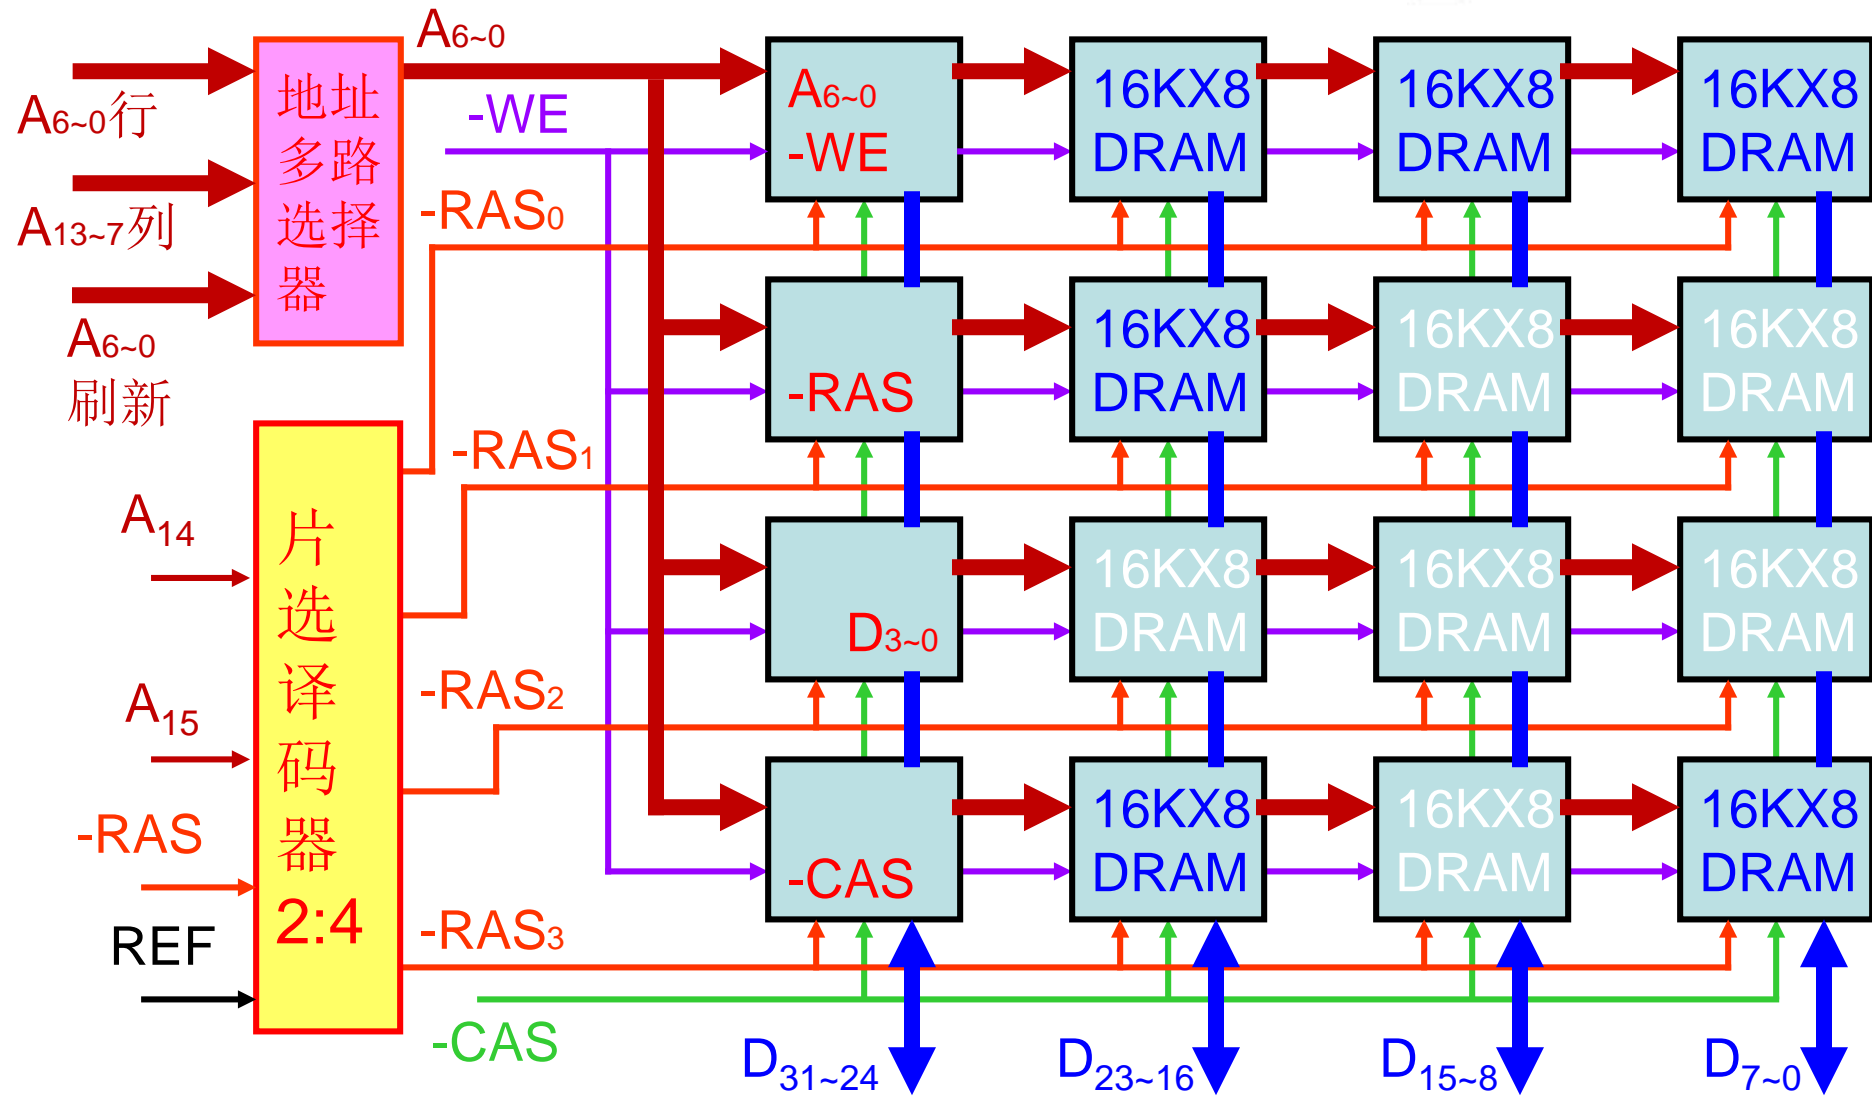 A6~0行
A13~7列
A6~0
刷新
地址
多路
选择
器
A6~0
-WE
-RAS0
-RAS1
-RAS2
-RAS3
-CAS
A14
A15
-RAS
REF
片
选
译
码
器
2:4
A6~0
-WE
16KX8
DRAM
16KX8
DRAM
16KX8
DRAM
-RAS
16KX8
DRAM
16KX8
DRAM
16KX8
DRAM
D3~0
16KX8
DRAM
16KX8
DRAM
16KX8
DRAM
-CAS
16KX8
DRAM
16KX8
DRAM
16KX8
DRAM
D31~24
D23~16
D15~8
D7~0